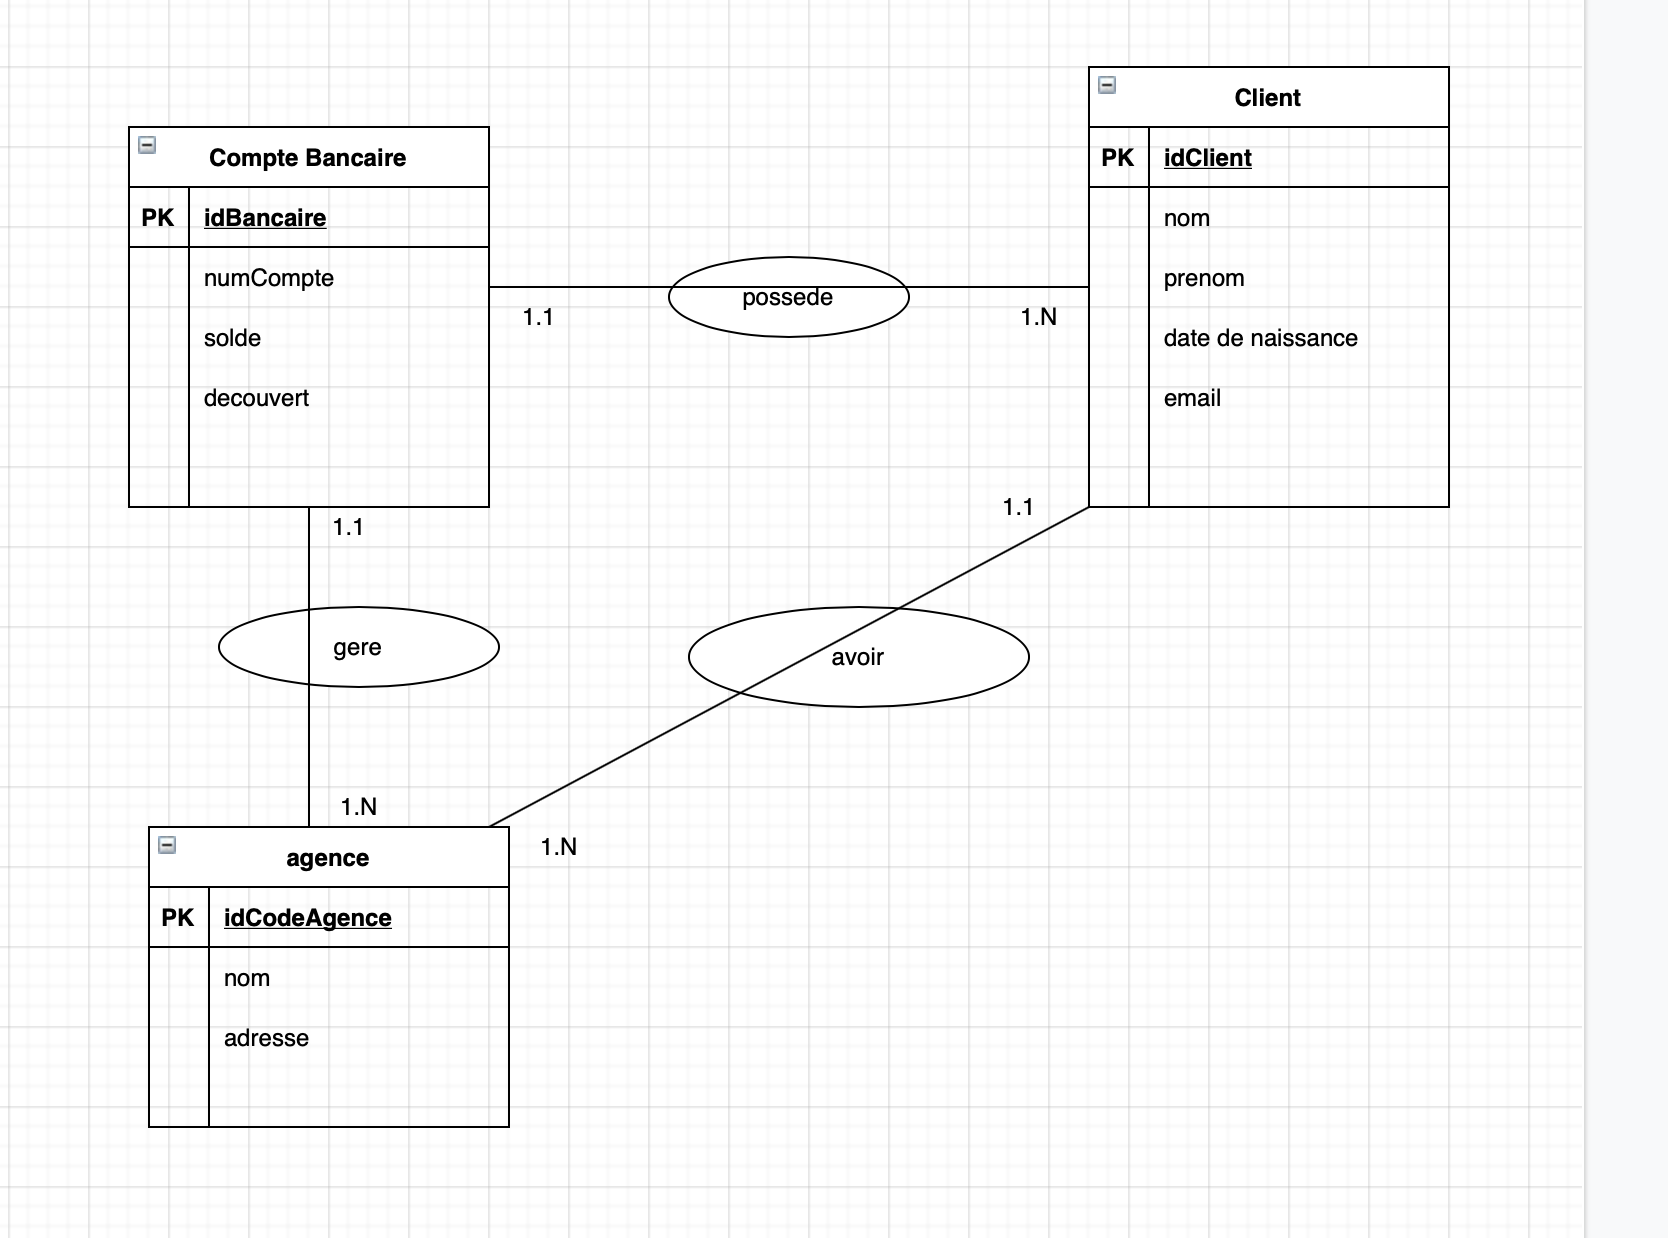 Client
PK idClient
nom
prenom
date de naissance
email
Compte Bancaire
PK idBancaire
numCompte
solde
decouvert
1.1
possede
1.N
1.1
gere
1.N
1.1
avoir
1.N
agence
PK idCodeAgence
nom
adresse